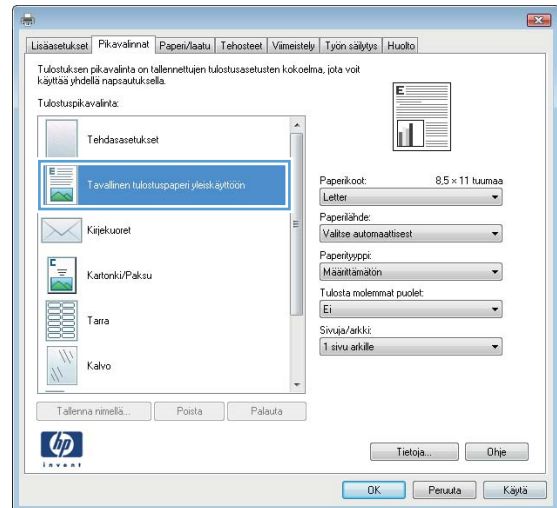 Lisäasetukset Pikavalinnat Paperi/laatu Tehosteet Viimeistely Työn säilytys Huolto
Tulostuksen pikavalinta on tallennettujen tulostusasetusten kokoelma, jota voit
käyttää yhdellä napsautuksella.
Tulostuspikavalinta:
Tehdasasetukset
E
Tavallinen tulostuspaperi yleiskäyttöön
Kirjekuoret
E
Kartonki/Paksu
Tarra
Kalvo
Tallenna nimellä... Poista Palauta
E
Paperikoot: 8,5 × 11 tuumaa
Letter
Paperilähde:
Valitse automaattisest
Paperityyppi:
Määrittämätön
Tulosta molemmat puolet:
Ei
Sivuja/arkki:
1 sivu arkille
hp
invent
Tietoja... Ohje
OK Peruuta Käytä